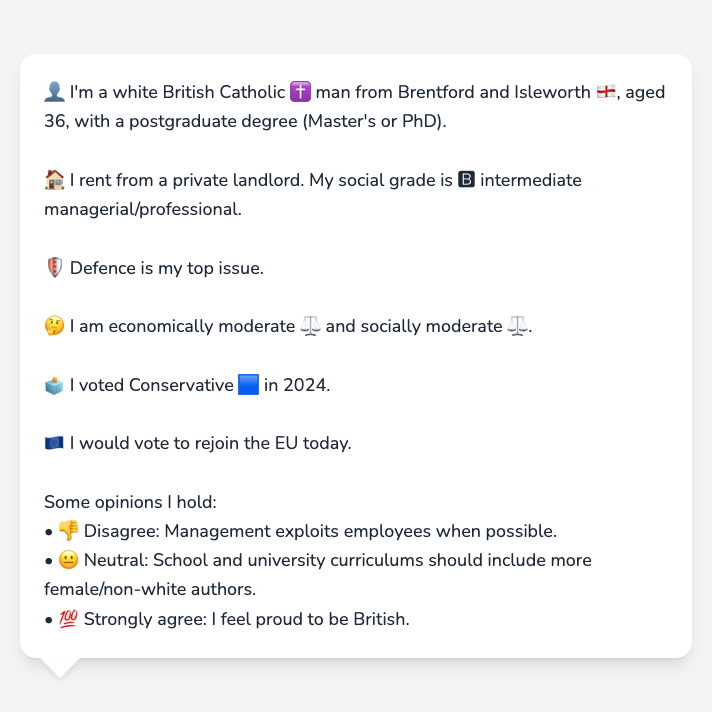 👤 I'm a white British Catholic ✝️ man from Brentford and Isleworth 🏴󠁧󠁢󠁥󠁮󠁧󠁿, aged
36, with a postgraduate degree (Master's or PhD).
🏠 I rent from a private landlord. My social grade is 🅱 intermediate
managerial/professional.
🛡️ Defence is my top issue.
🤔 I am economically moderate ⚖️ and socially moderate ⚖️.
🗳️ I voted Conservative 🟦 in 2024.
🇪🇺 I would vote to rejoin the EU today.
Some opinions I hold:
• 👎 Disagree: Management exploits employees when possible.
• 😐 Neutral: School and university curriculums should include more
female/non-white authors.
• 💯 Strongly agree: I feel proud to be British.